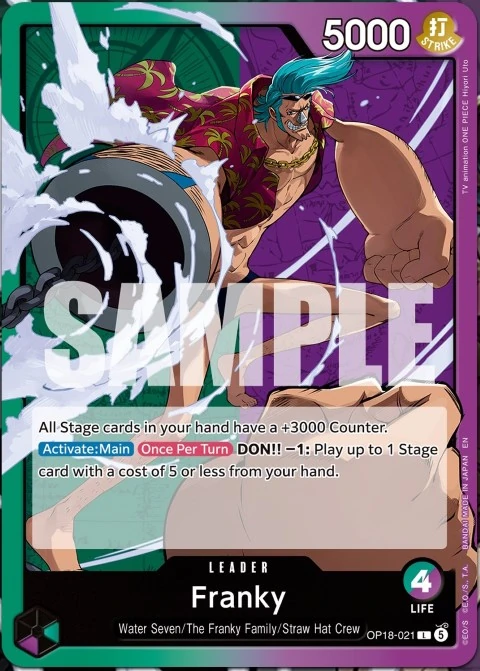 5000
打
STRIKE
TV animation ONE PIECE Hiroyi Uto
SAMPLE
All Stage cards in your hand have a +3000 Counter.
Activate:Main Once Per Turn DON!! −1: Play up to 1 Stage
card with a cost of 5 or less from your hand.
©E.O/S ©E.O./S., T.A. BANDAI MADE IN JAPAN EN
LEADER
Franky
4
LIFE
Water Seven/The Franky Family/Straw Hat Crew
OP18-021 L 5